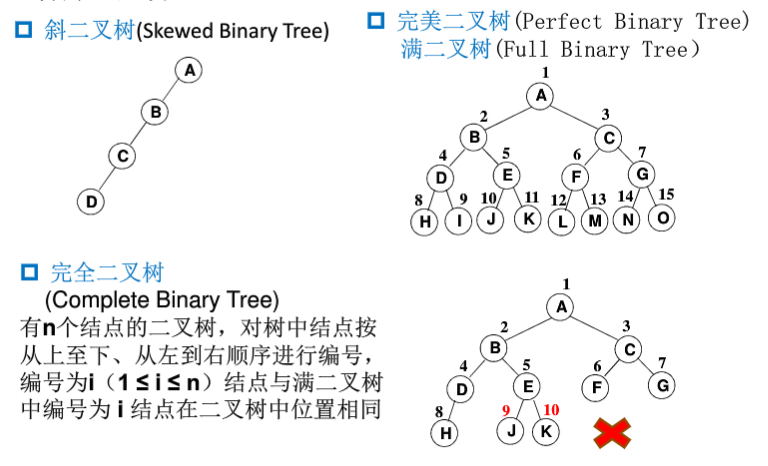 斜二叉树(Skewed Binary Tree)
A
B
C
D
完美二叉树(Perfect Binary Tree)
满二叉树(Full Binary Tree)
1
A
2 3
B C
4 5 6 7
D E F G
8 9 10 11 12 13 14 15
H I J K L M N O
完全二叉树
(Complete Binary Tree)
有n个结点的二叉树，对树中结点按
从上至下、从左到右顺序进行编号，
编号为i（1≤i≤n）结点与满二叉树
中编号为 i 结点在二叉树中位置相同
1
A
2 3
B C
4 5 6 7
D E F G
8 9 10
H J K